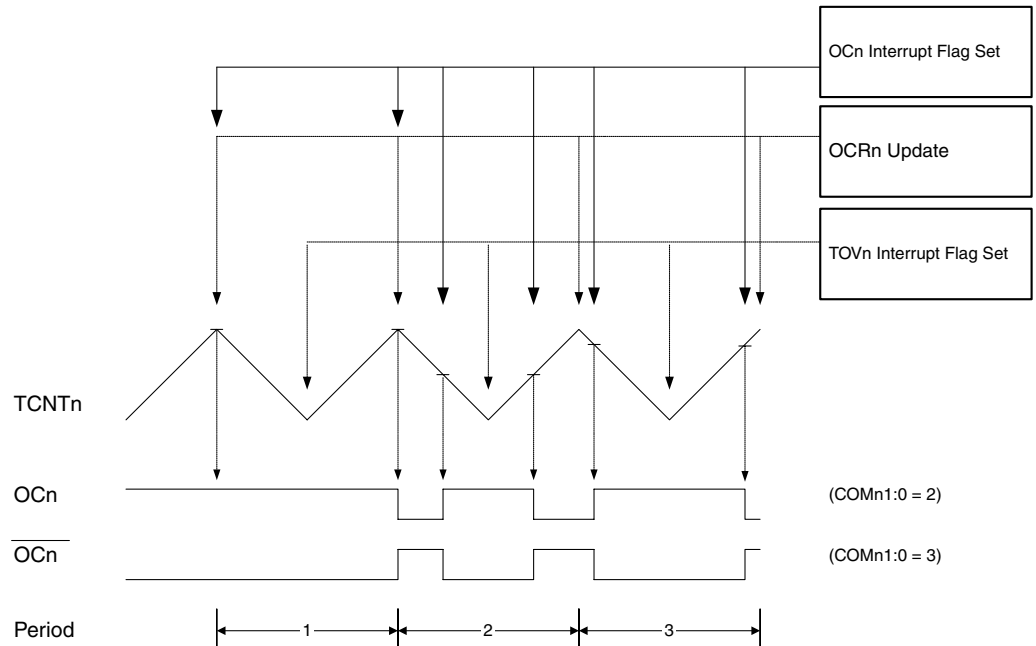 OCn Interrupt Flag Set
OCRn Update
TOVn Interrupt Flag Set
TCNTn
OCn
(COMn1:0 = 2)
OCn
(COMn1:0 = 3)
Period
1
2
3